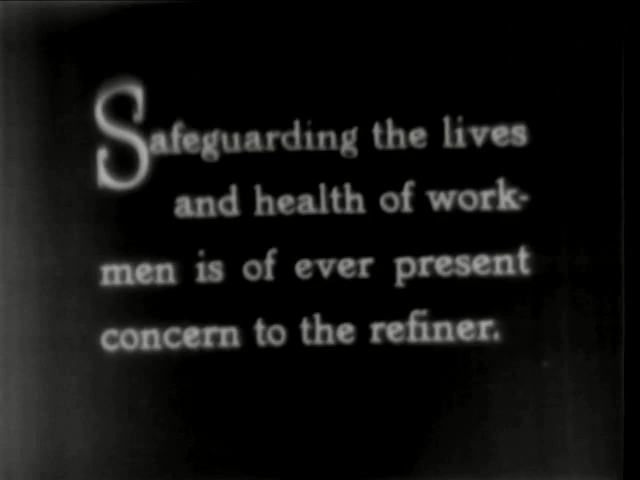 Safeguarding the lives
and health of work-
men is of ever present
concern to the refiner.